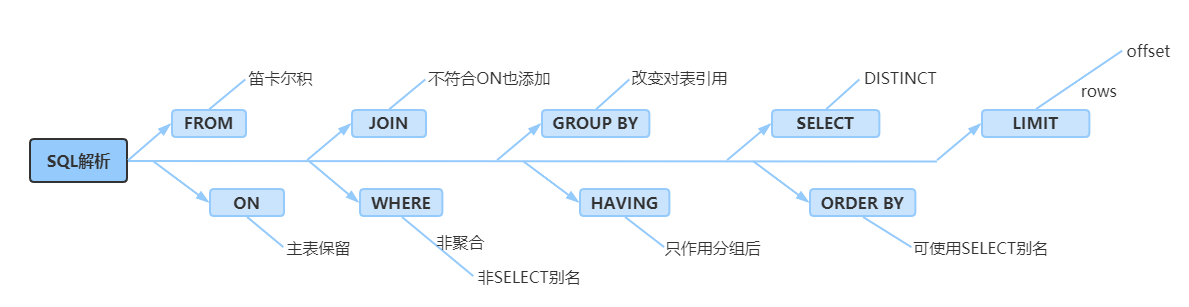 SQL解析
FROM
笛卡尔积
ON
主表保留
JOIN
不符合ON也添加
WHERE
非聚合
非SELECT别名
GROUP BY
改变对表引用
HAVING
只作用分组后
SELECT
DISTINCT
ORDER BY
可使用SELECT别名
LIMIT
offset
rows